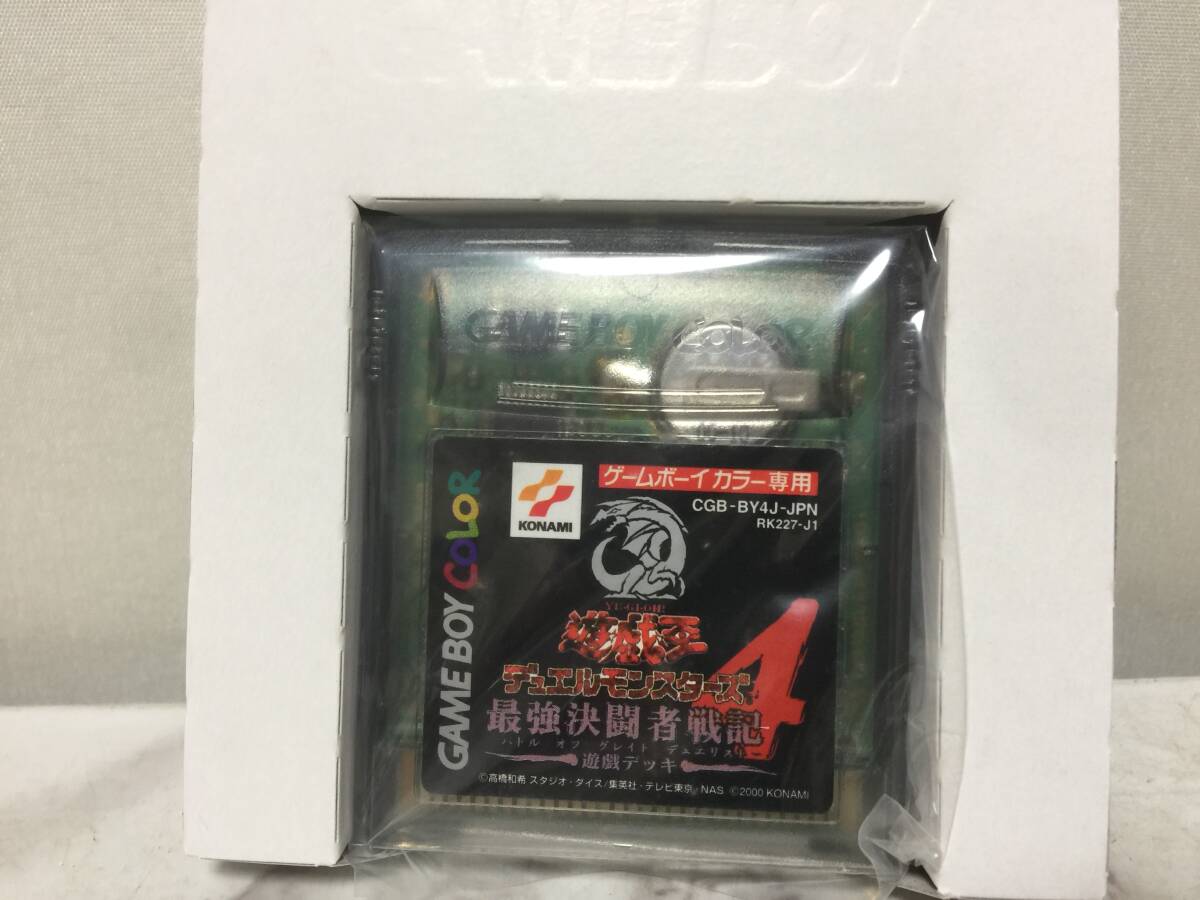 GAMEBOY
GAME BOY COLOR
GAME BOY COLOR
KONAMI
ゲームボーイカラー専用
CGB-BY4J-JPN
RK227-J1
YU-GI-OH!
遊戯王
デュエルモンスターズ
4
最強決闘者戦記
バトル オブ グレイト デュエリスト
遊戯デッキ
©高橋和希 スタジオ・ダイス/集英社・テレビ東京・NAS ©2000 KONAMI